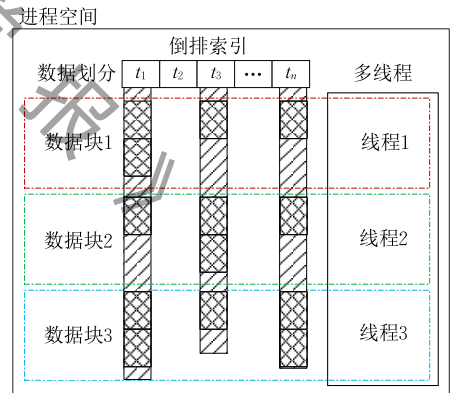 进程空间
倒排索引
数据划分 t1 t2 t3 ... tn 多线程
数据块1 线程1
数据块2 线程2
数据块3 线程3
报》